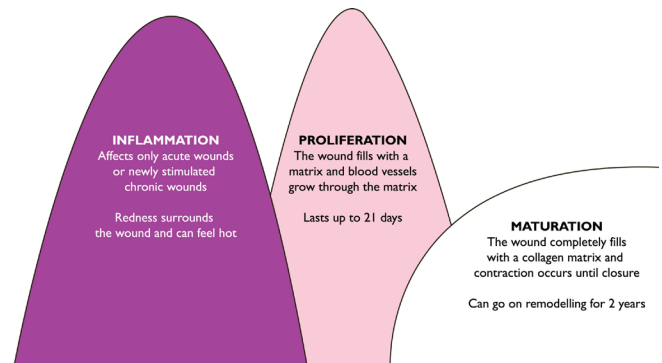 INFLAMMATION
Affects only acute wounds
or newly stimulated
chronic wounds
Redness surrounds
the wound and can feel hot
PROLIFERATION
The wound fills with a
matrix and blood vessels
grow through the matrix
Lasts up to 21 days
MATURATION
The wound completely fills
with a collagen matrix and
contraction occurs until closure
Can go on remodelling for 2 years